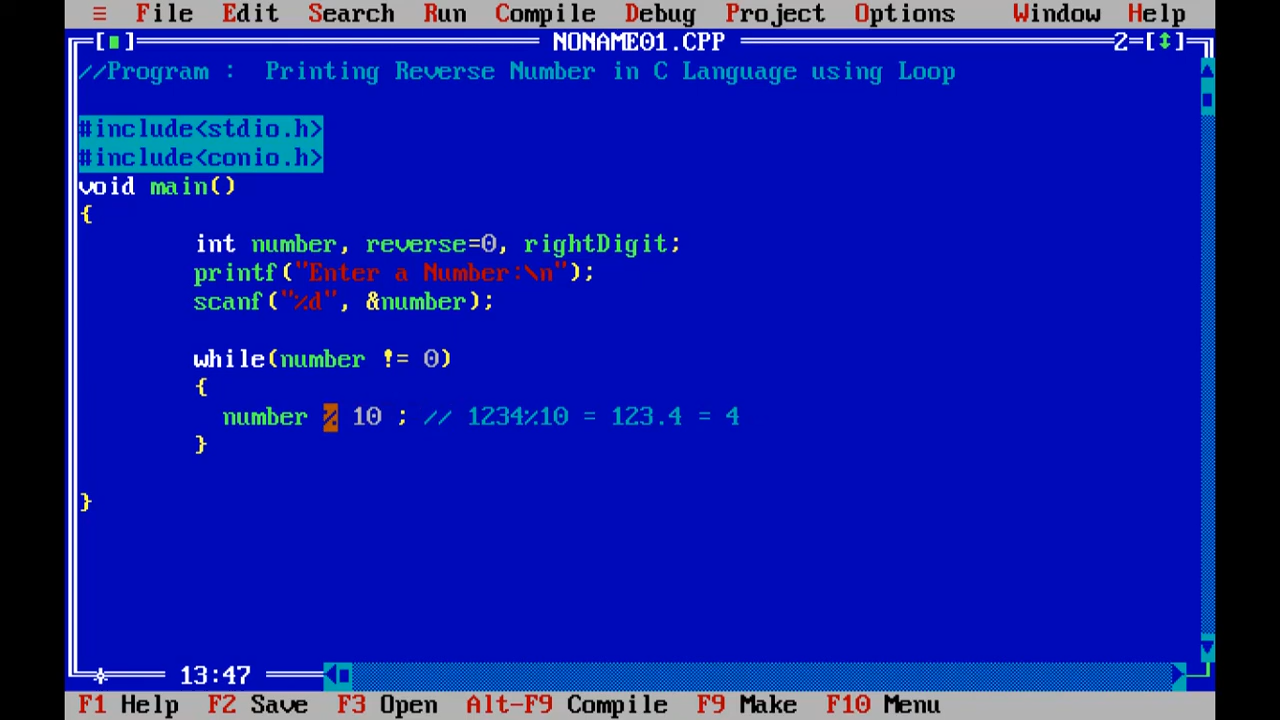 ≡ File Edit Search Run Compile Debug Project Options Window Help
NONAME01.CPP 2=[↕]
//Program : Printing Reverse Number in C Language using Loop
#include<stdio.h>
#include<conio.h>
void main()
{
int number, reverse=0, rightDigit;
printf("Enter a Number:\n");
scanf("%d", &number);
while(number != 0)
{
number % 10 ; // 1234%10 = 123.4 = 4
}
}
13:47
F1 Help F2 Save F3 Open Alt-F9 Compile F9 Make F10 Menu